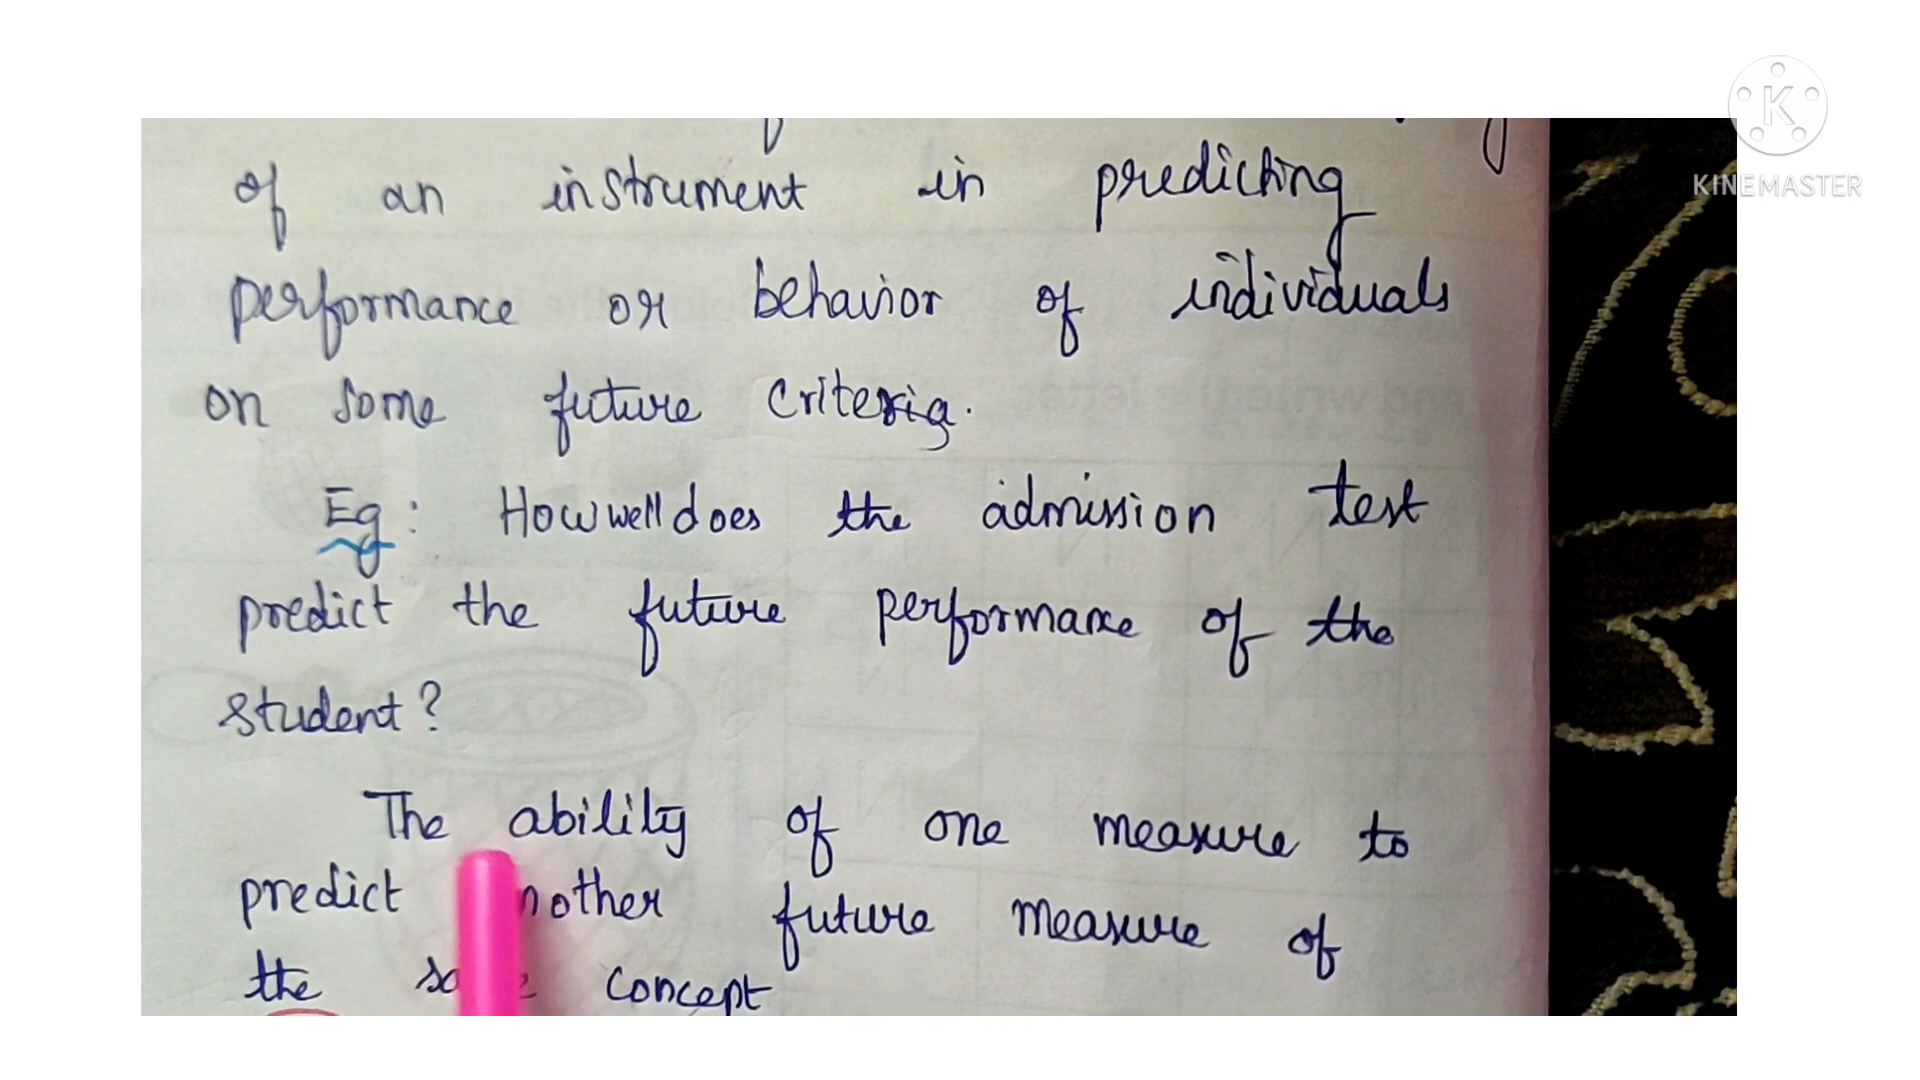 of an instrument in predicting
performance or behavior of individuals
on some future criteria.
Eg: How well does the admission test
predict the future performance of the
student?
The ability of one measure to
predict nother future measure of
the concept
K
KINEMASTER